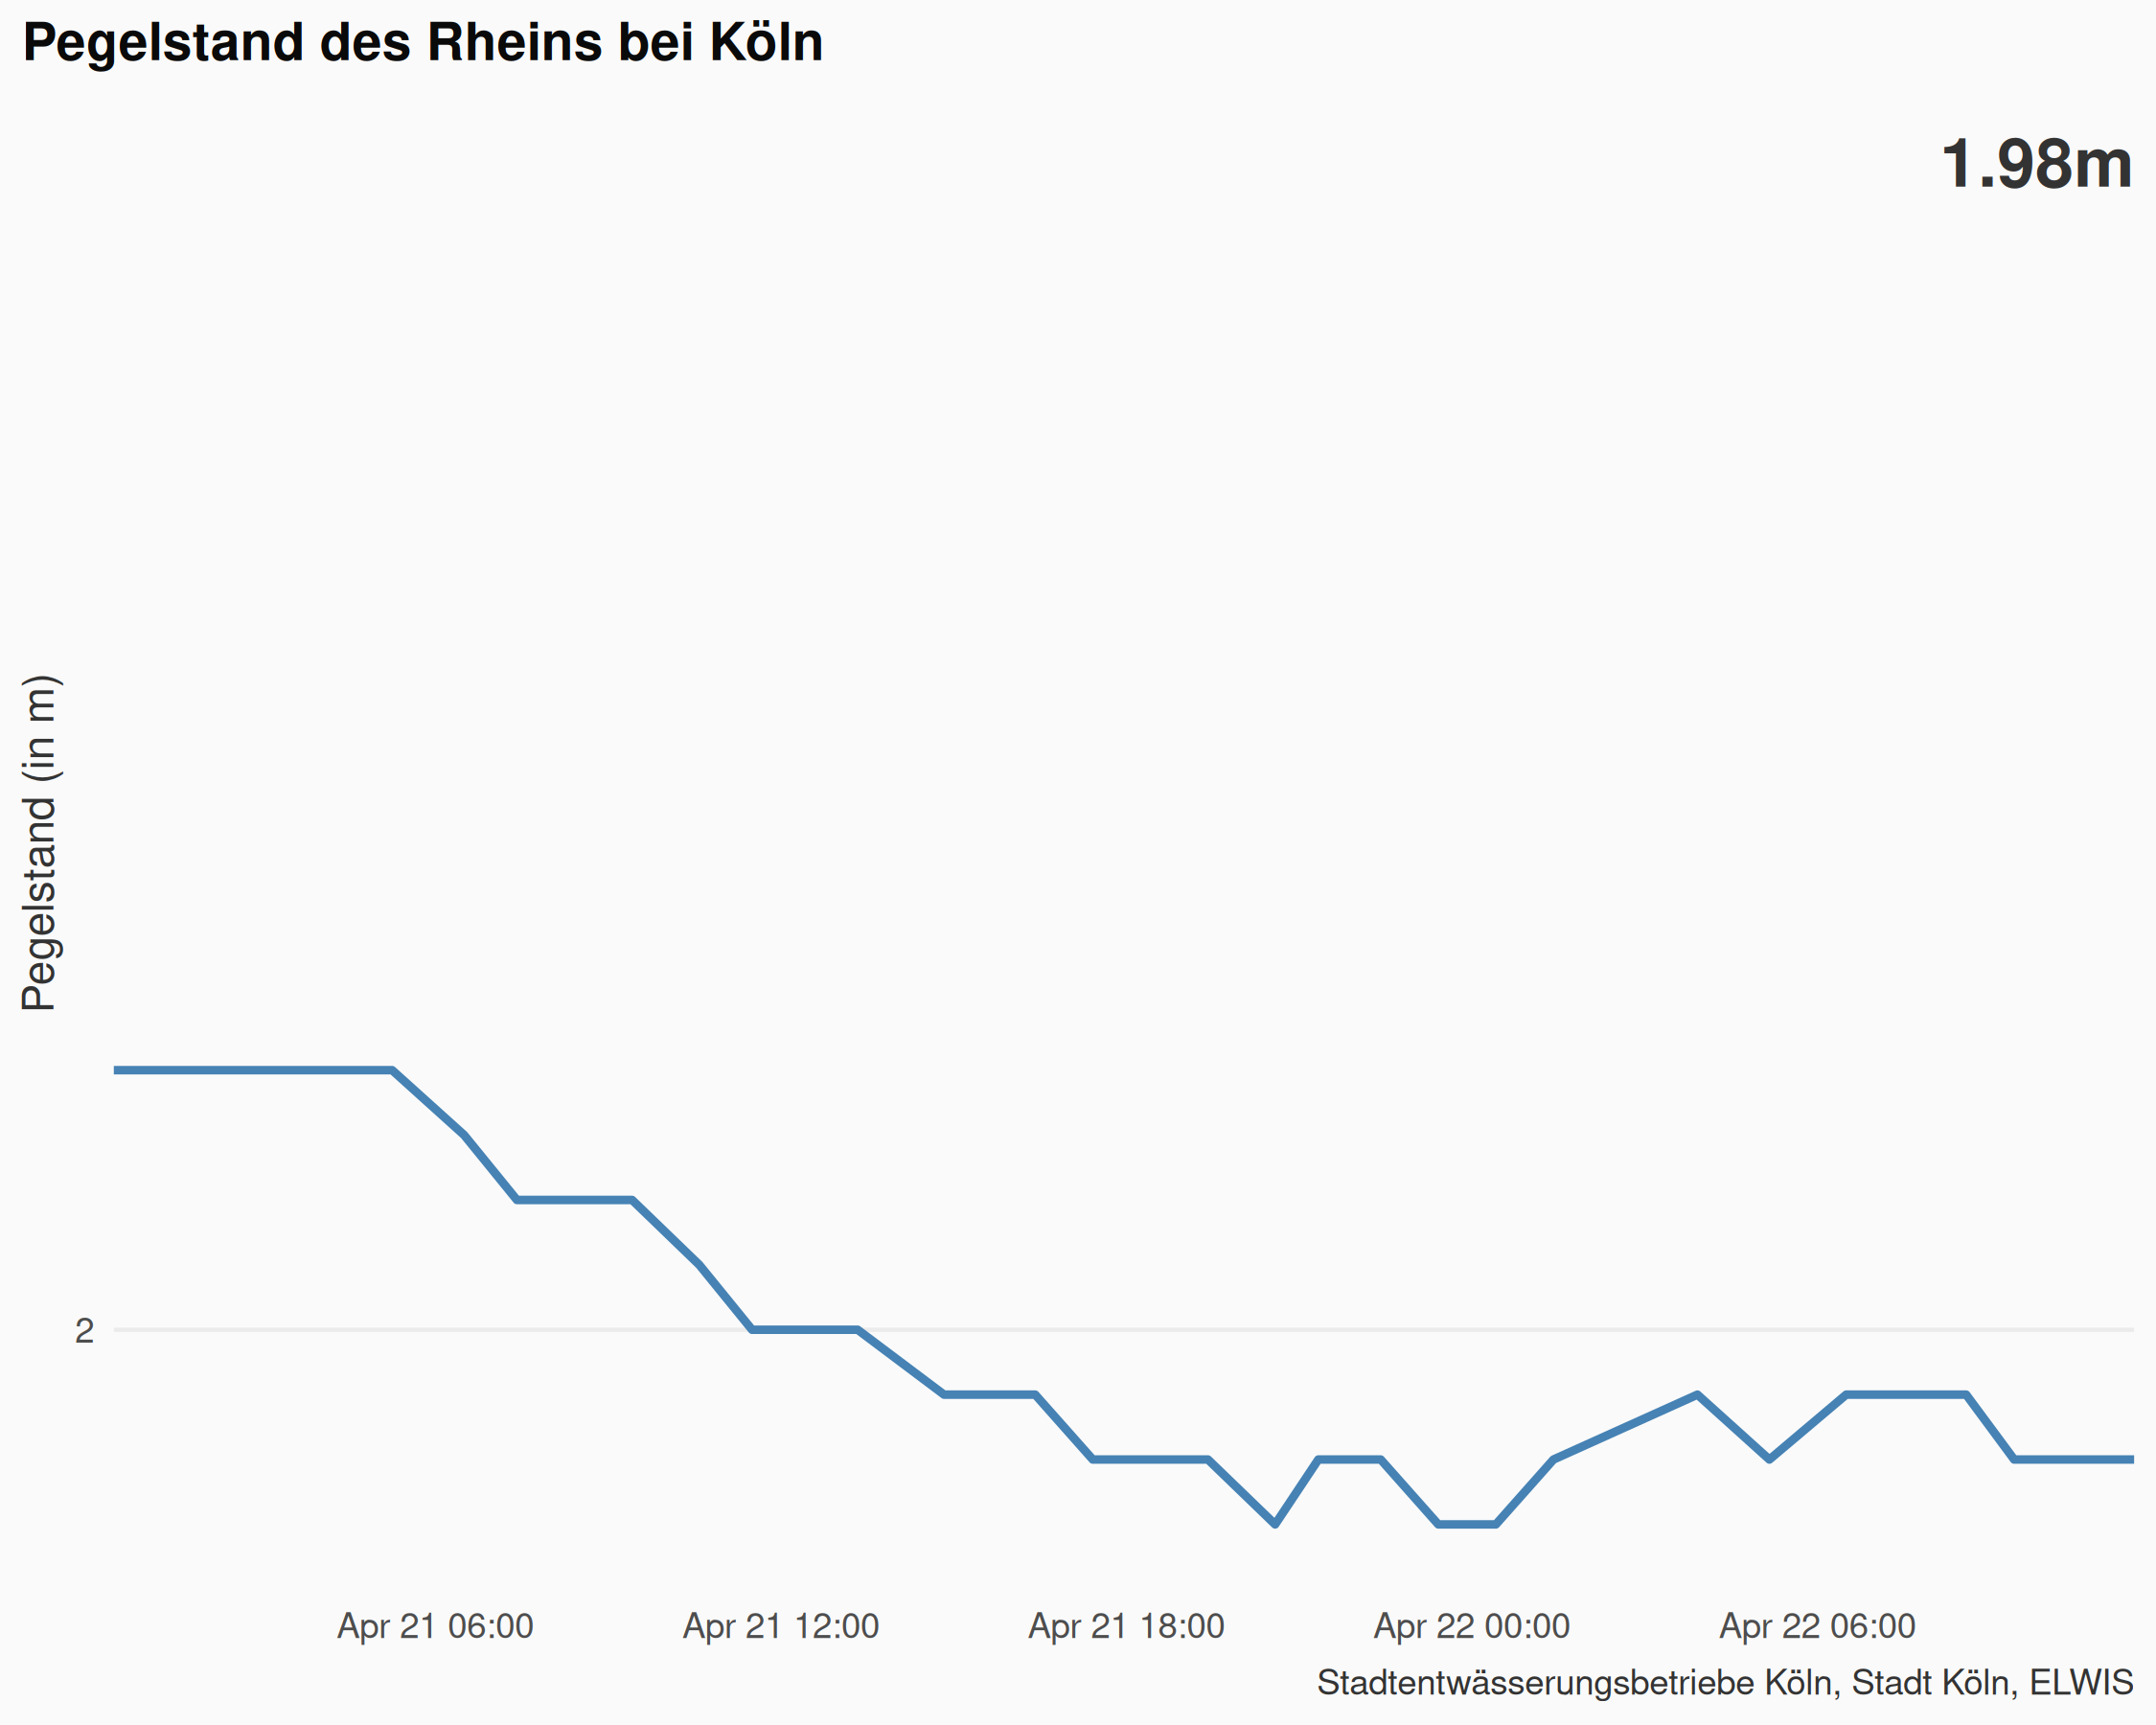 Pegelstand des Rheins bei Köln
1.98m
Pegelstand (in m)
2
Apr 21 06:00 Apr 21 12:00 Apr 21 18:00 Apr 22 00:00 Apr 22 06:00
Stadtentwässerungsbetriebe Köln, Stadt Köln, ELWIS